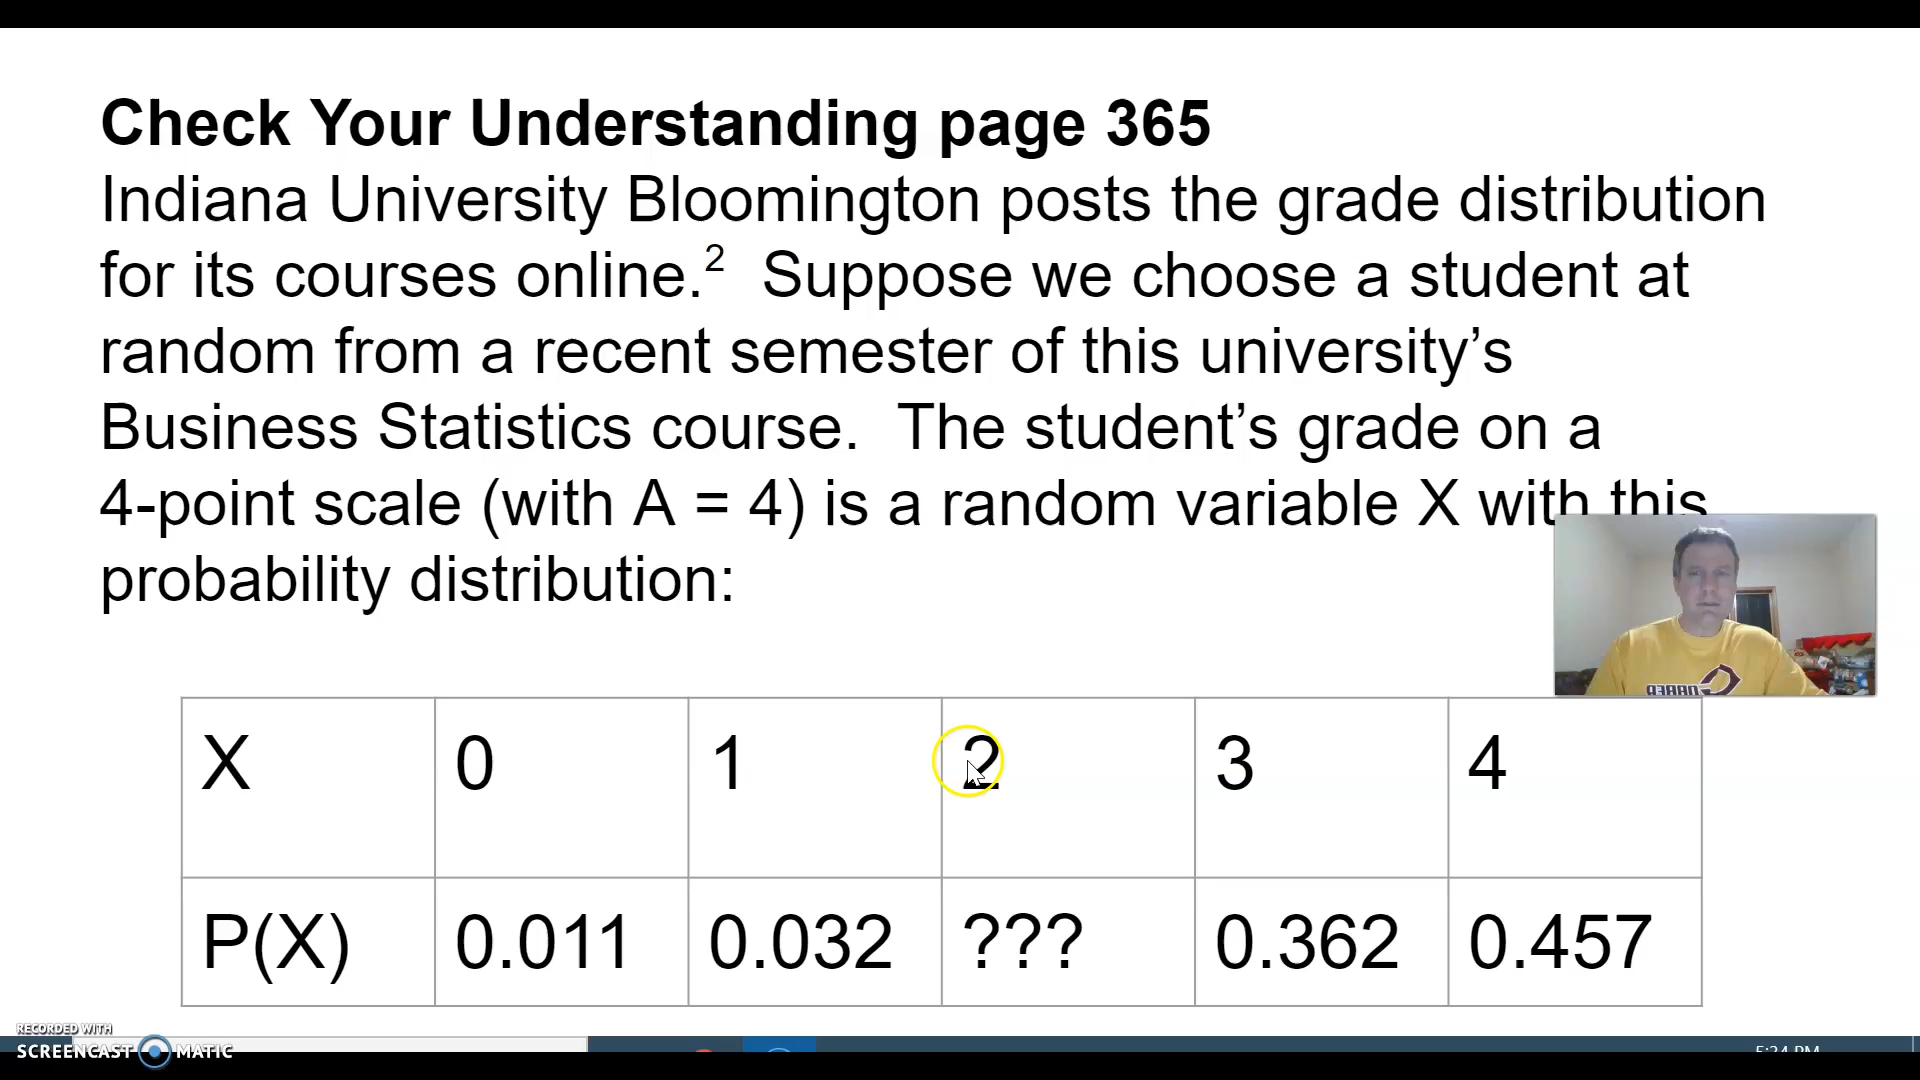 Check Your Understanding page 365
Indiana University Bloomington posts the grade distribution
for its courses online.2 Suppose we choose a student at
random from a recent semester of this university’s
Business Statistics course. The student’s grade on a
4-point scale (with A = 4) is a random variable X with this
probability distribution:
X 0 1 2 3 4
P(X) 0.011 0.032 ??? 0.362 0.457
RECORDED WITH
SCREENCAST MATIC
5:34 PM